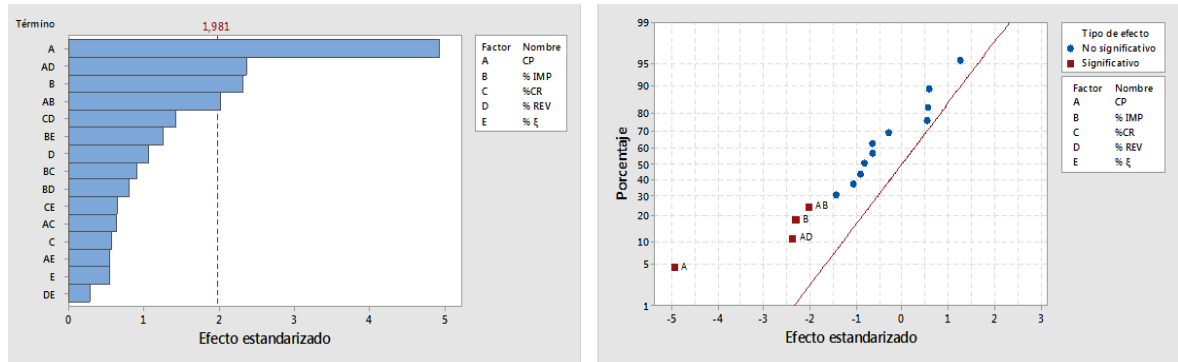 Término
1,981
A
AD
B
AB
CD
BE
D
BC
BD
CE
AC
C
AE
E
DE
0 1 2 3 4 5
Efecto estandarizado
Factor Nombre
A CP
B % IMP
C %CR
D % REV
E % ξ
Porcentaje
99
95
90
80
70
60
50
40
30
20
10
5
1
AB
B
AD
A
-5 -4 -3 -2 -1 0 1 2 3
Efecto estandarizado
Tipo de efecto
No significativo
Significativo
Factor Nombre
A CP
B % IMP
C %CR
D % REV
E % ξ